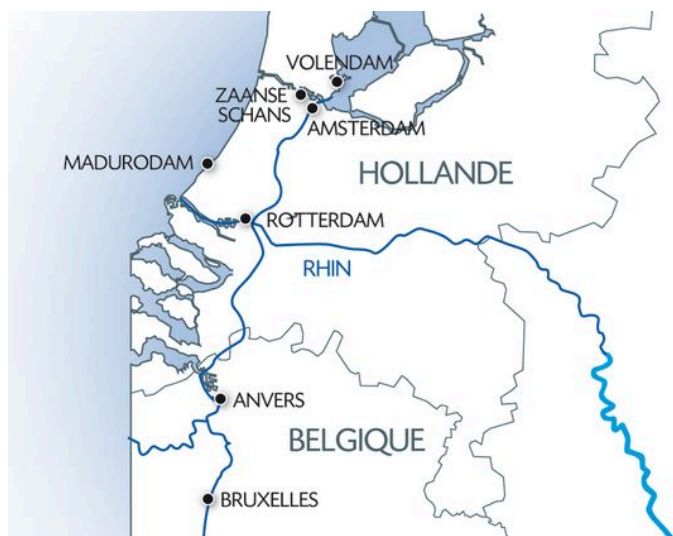 VOLENDAM
ZAANSE
SCHANS
AMSTERDAM
MADURODAM
HOLLANDE
ROTTERDAM
RHIN
ANVERS
BELGIQUE
BRUXELLES